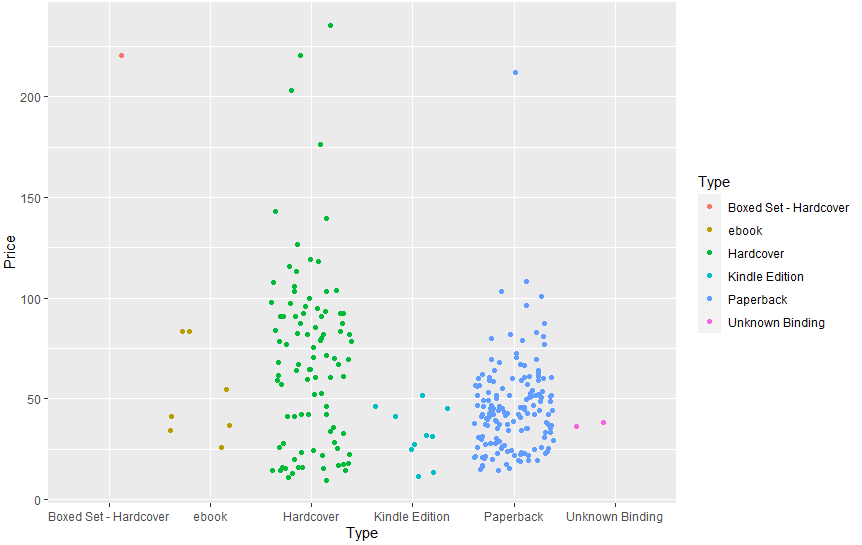 200
150
100
50
0
Price
Boxed Set - Hardcover ebook Hardcover Kindle Edition Paperback Unknown Binding
Type
Type
Boxed Set - Hardcover
ebook
Hardcover
Kindle Edition
Paperback
Unknown Binding